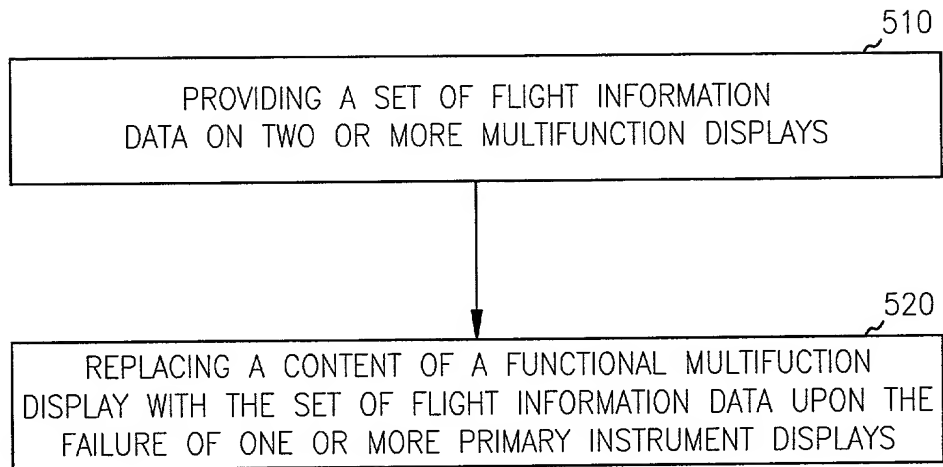 510
PROVIDING A SET OF FLIGHT INFORMATION
DATA ON TWO OR MORE MULTIFUNCTION DISPLAYS
520
REPLACING A CONTENT OF A FUNCTIONAL MULTIFUCTION
DISPLAY WITH THE SET OF FLIGHT INFORMATION DATA UPON THE
FAILURE OF ONE OR MORE PRIMARY INSTRUMENT DISPLAYS